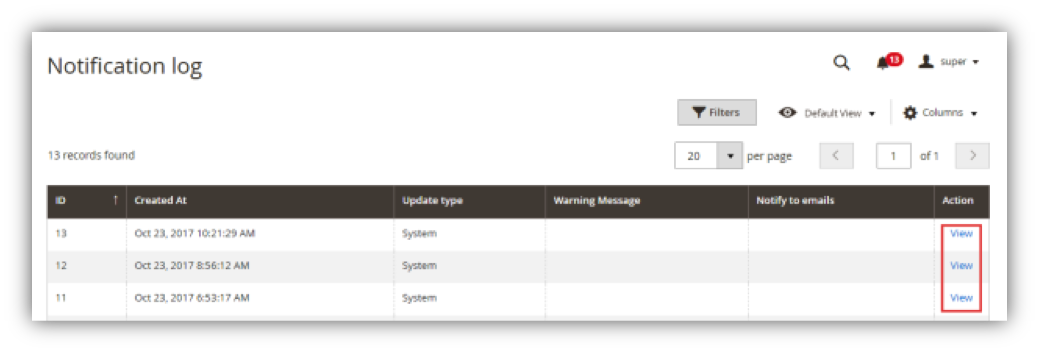 Notification log
13
super
Filters
Default View
Columns
13 records found
20 per page 1 of 1
ID ↑ Created At Update type Warning Message Notify to emails Action
13 Oct 23, 2017 10:21:29 AM System View
12 Oct 23, 2017 8:56:12 AM System View
11 Oct 23, 2017 6:53:17 AM System View